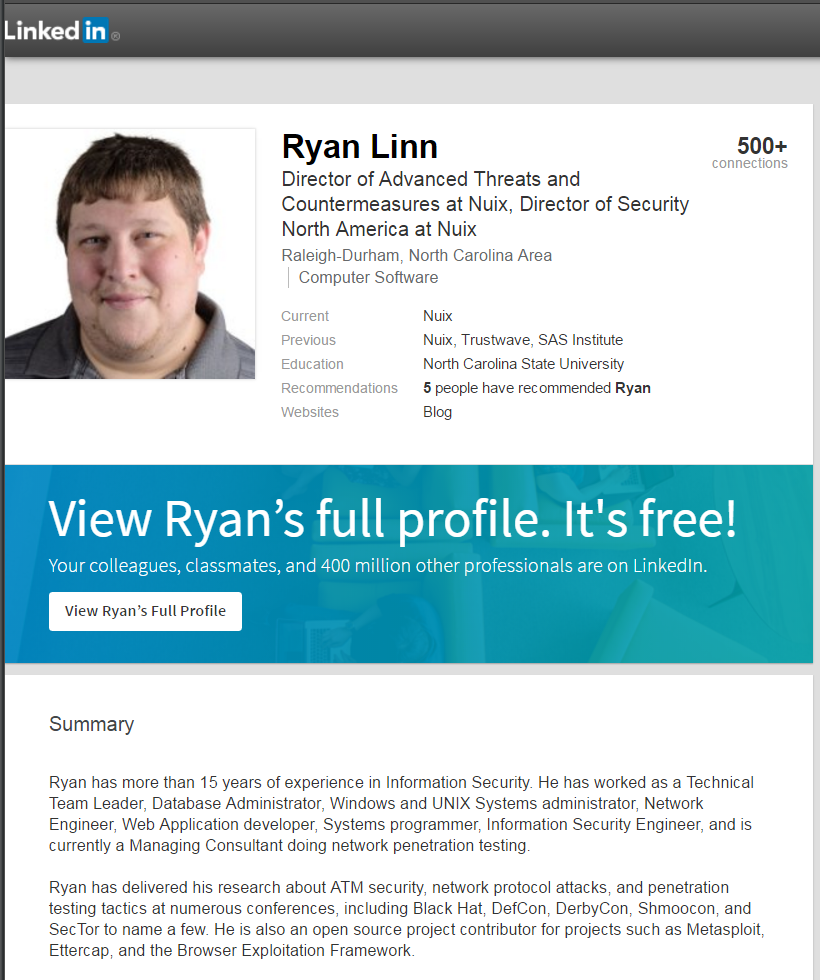 Linked in ®
Ryan Linn
500+
connections
Director of Advanced Threats and
Countermeasures at Nuix, Director of Security
North America at Nuix
Raleigh-Durham, North Carolina Area
Computer Software
Current Nuix
Previous Nuix, Trustwave, SAS Institute
Education North Carolina State University
Recommendations 5 people have recommended Ryan
Websites Blog
View Ryan’s full profile. It's free!
Your colleagues, classmates, and 400 million other professionals are on LinkedIn.
View Ryan’s Full Profile
Summary
Ryan has more than 15 years of experience in Information Security. He has worked as a Technical
Team Leader, Database Administrator, Windows and UNIX Systems administrator, Network
Engineer, Web Application developer, Systems programmer, Information Security Engineer, and is
currently a Managing Consultant doing network penetration testing.
Ryan has delivered his research about ATM security, network protocol attacks, and penetration
testing tactics at numerous conferences, including Black Hat, DefCon, DerbyCon, Shmoocon, and
SecTor to name a few. He is also an open source project contributor for projects such as Metasploit,
Ettercap, and the Browser Exploitation Framework.